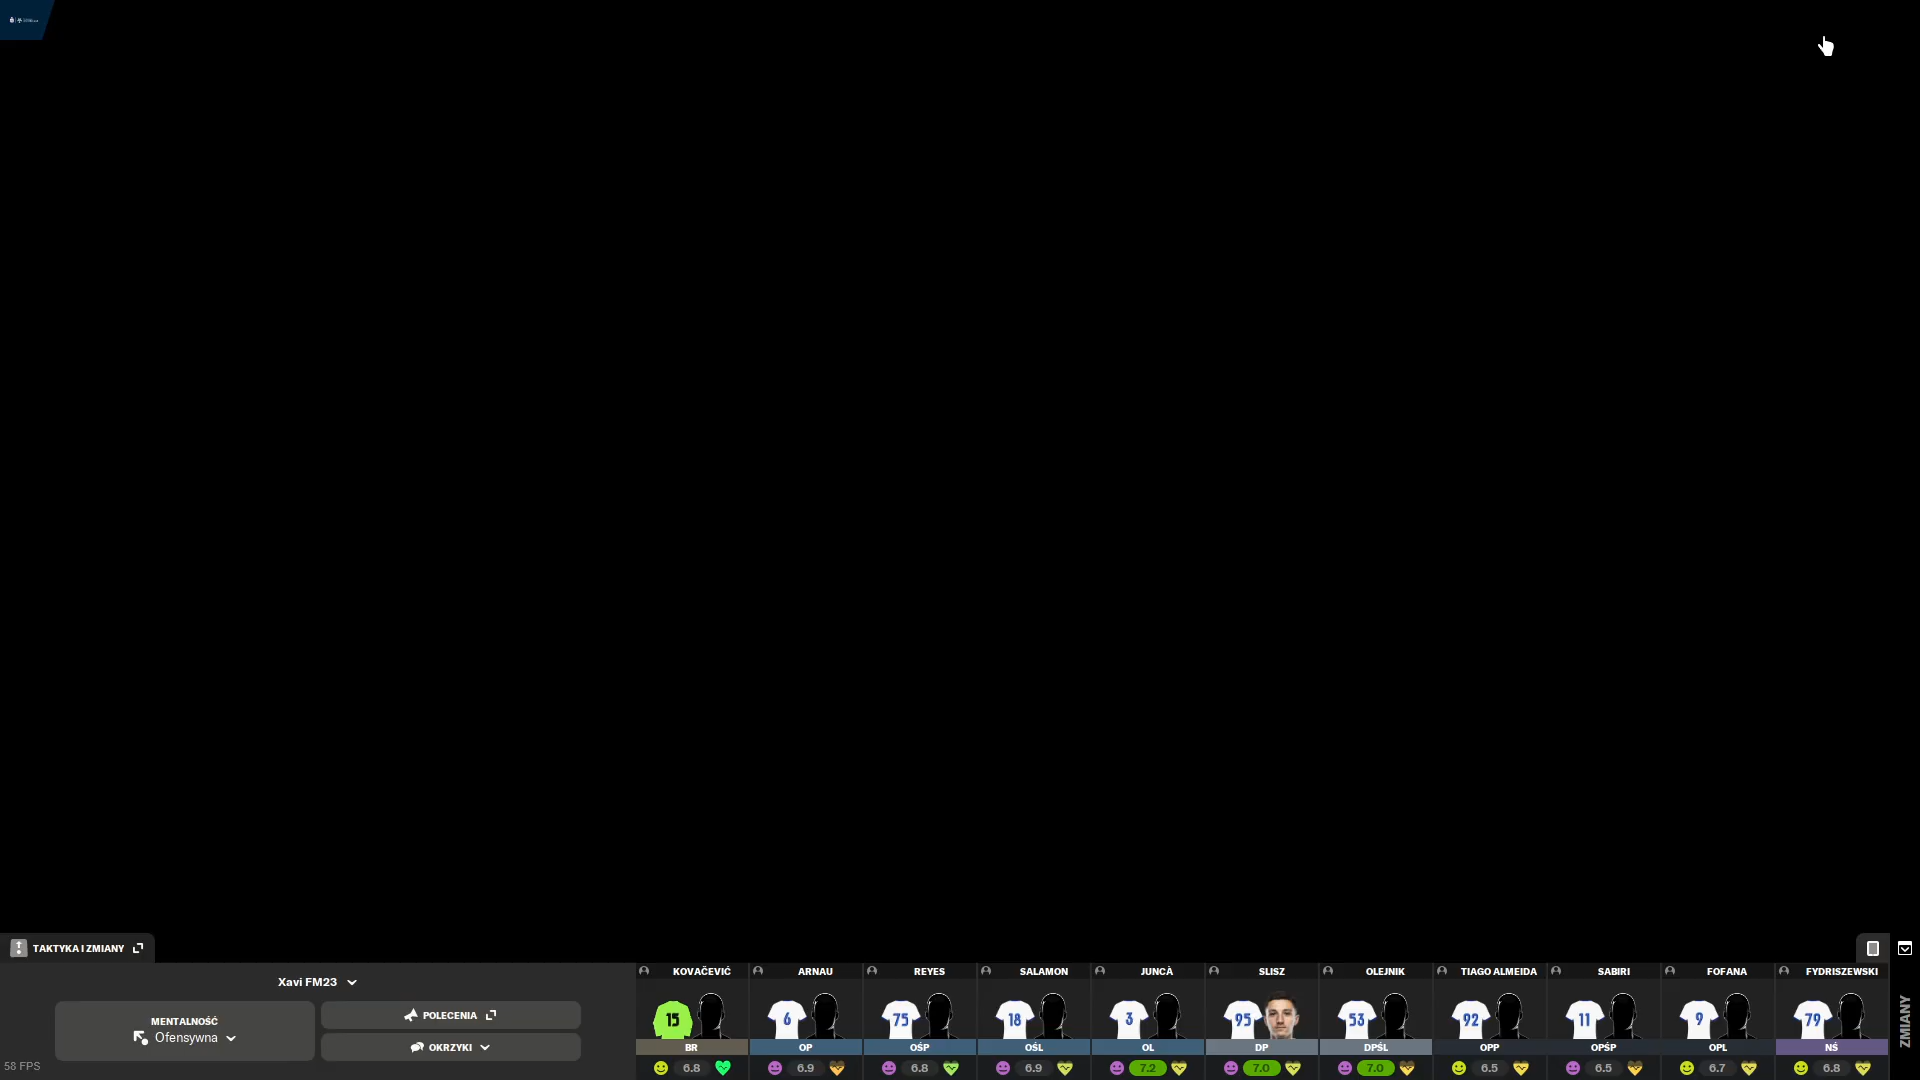 TAKTYKA I ZMIANY
Xavi FM23
MENTALNOŚĆ
Ofensywna
POLECENIA
OKRZYKI
58 FPS
KOVAČEVIĆ ARNAU REYES SALAMON JUNCÀ SLISZ OLEJNIK TIAGO ALMEIDA SABIRI FOFANA FYDRISZEWSKI
15 6 75 18 3 95 53 92 11 9 79
BR OP OŚP OŚL OL DP DPŚL OPP OPŚP OPL NŚ
6.8 6.9 6.8 6.9 7.2 7.0 7.0 6.5 6.5 6.7 6.8
ZMIANY